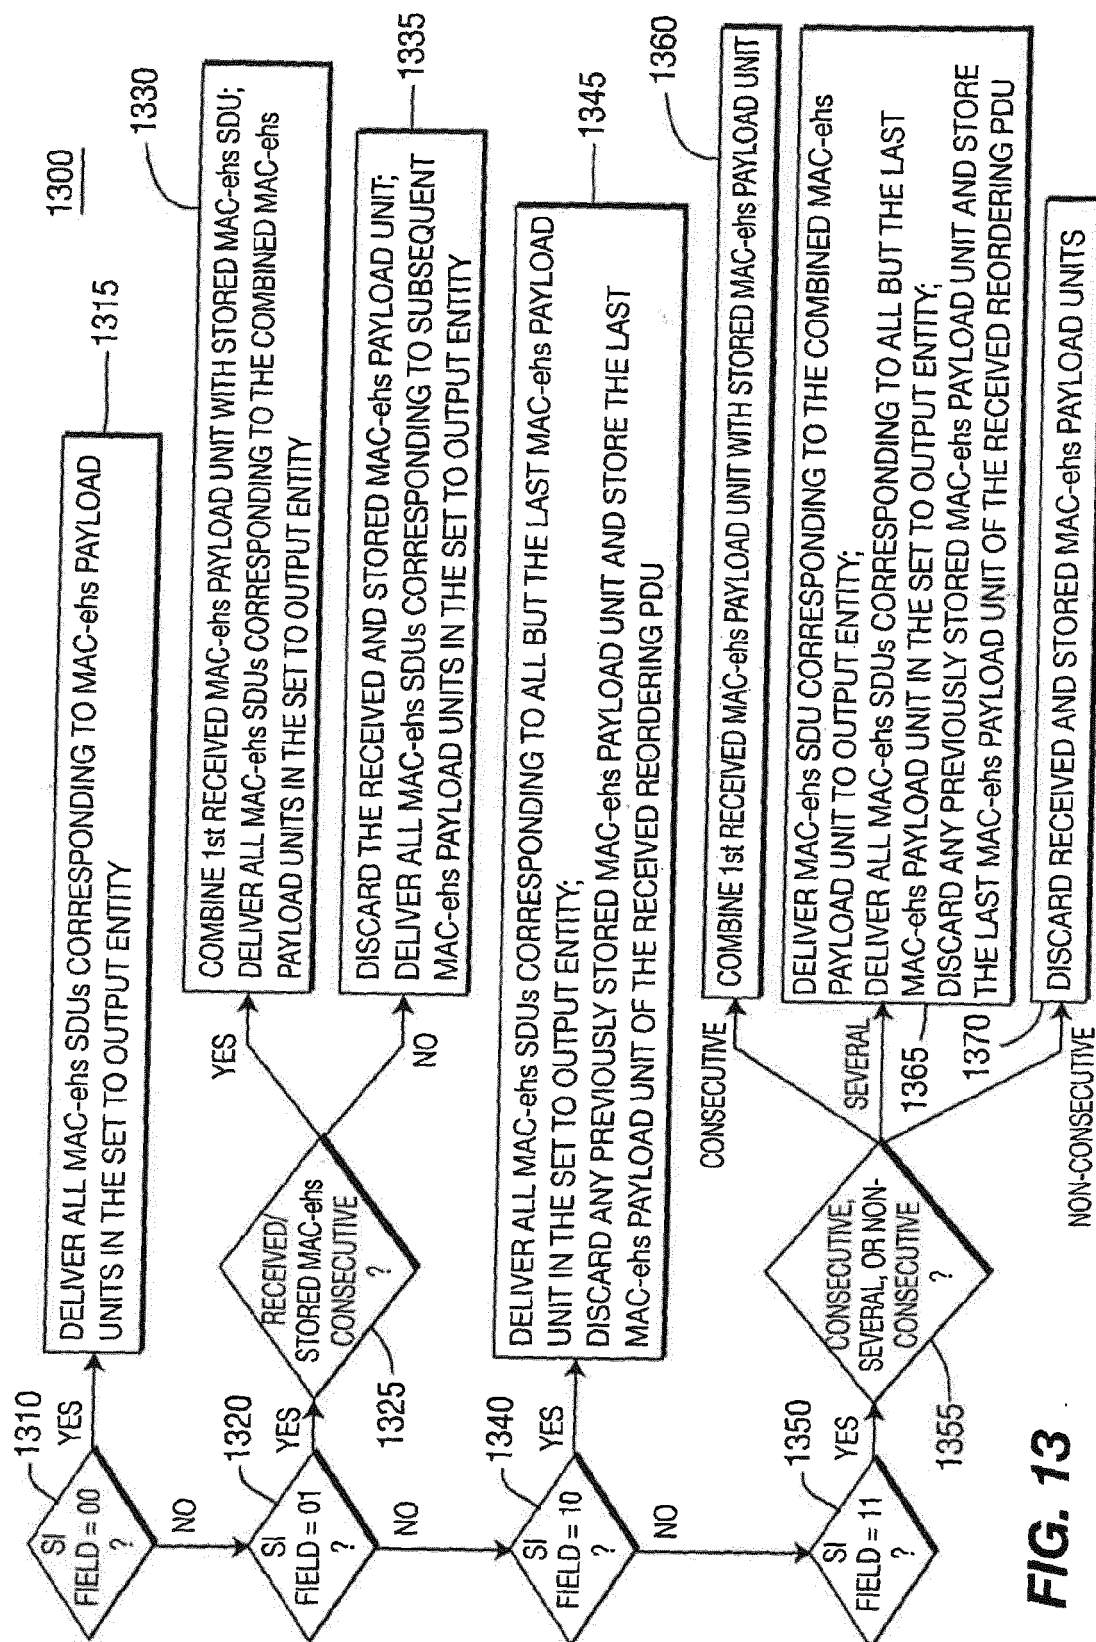 1300
1310
SI
FIELD = 00
?
YES
NO
1315
DELIVER ALL MAC-ehs SDUs CORRESPONDING TO MAC-ehs PAYLOAD
UNITS IN THE SET TO OUTPUT ENTITY
1320
SI
FIELD = 01
?
YES
NO
1325
RECEIVED/
STORED MAC-ehs
CONSECUTIVE
?
YES
NO
1330
COMBINE 1st RECEIVED MAC-ehs PAYLOAD UNIT WITH STORED MAC-ehs SDU;
DELIVER ALL MAC-ehs SDUs CORRESPONDING TO THE COMBINED MAC-ehs
PAYLOAD UNITS IN THE SET TO OUTPUT ENTITY
1335
DISCARD THE RECEIVED AND STORED MAC-ehs PAYLOAD UNIT;
DELIVER ALL MAC-ehs SDUs CORRESPONDING TO SUBSEQUENT
MAC-ehs PAYLOAD UNITS IN THE SET TO OUTPUT ENTITY
1340
SI
FIELD = 10
?
YES
NO
1345
DELIVER ALL MAC-ehs SDUs CORRESPONDING TO ALL BUT THE LAST MAC-ehs PAYLOAD
UNIT IN THE SET TO OUTPUT ENTITY;
DISCARD ANY PREVIOUSLY STORED MAC-ehs PAYLOAD UNIT AND STORE THE LAST
MAC-ehs PAYLOAD UNIT OF THE RECEIVED REORDERING PDU
1350
SI
FIELD = 11
?
YES
1355
CONSECUTIVE,
SEVERAL, OR NON-
CONSECUTIVE
?
CONSECUTIVE
1360
COMBINE 1st RECEIVED MAC-ehs PAYLOAD UNIT WITH STORED MAC-ehs PAYLOAD UNIT
SEVERAL
1365
DELIVER MAC-ehs SDU CORRESPONDING TO THE COMBINED MAC-ehs
PAYLOAD UNIT TO OUTPUT ENTITY;
DELIVER ALL MAC-ehs SDUs CORRESPONDING TO ALL BUT THE LAST
MAC-ehs PAYLOAD UNIT IN THE SET TO OUTPUT ENTITY;
DISCARD ANY PREVIOUSLY STORED MAC-ehs PAYLOAD UNIT AND STORE
THE LAST MAC-ehs PAYLOAD UNIT OF THE RECEIVED REORDERING PDU
1370
NON-CONSECUTIVE
DISCARD RECEIVED AND STORED MAC-ehs PAYLOAD UNITS
FIG. 13